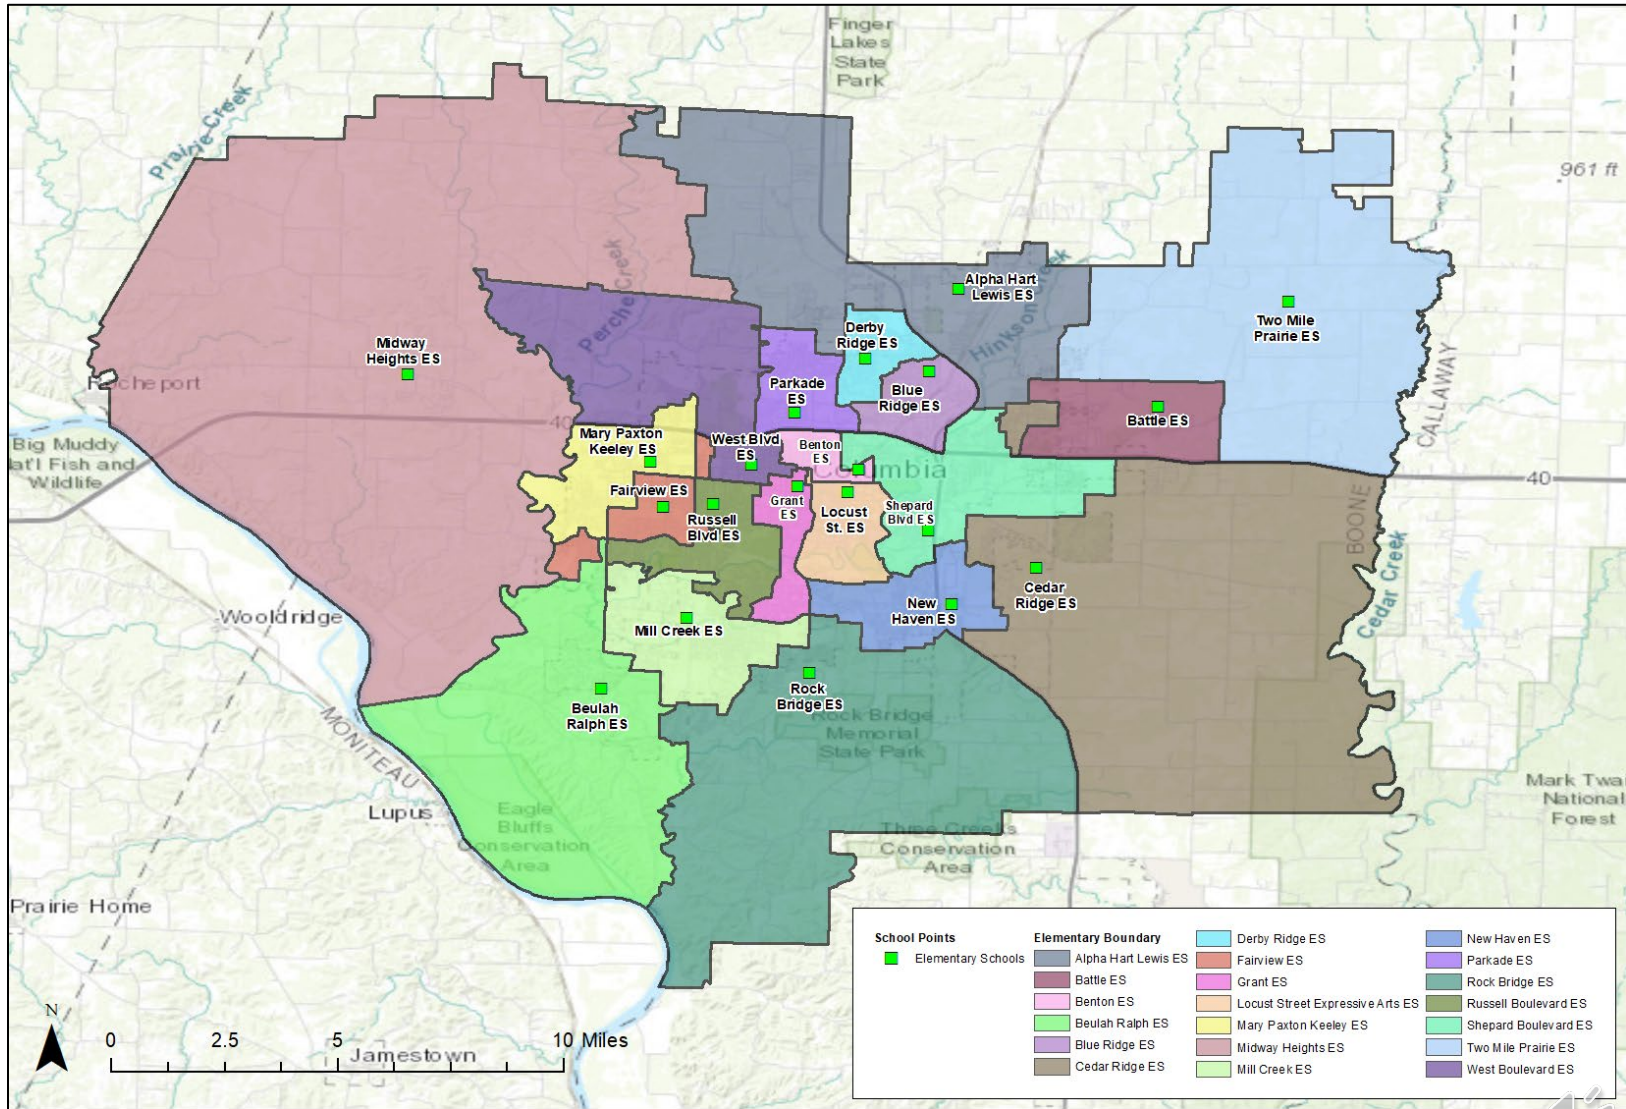 Finger
Lakes
State
Park
Prairie Creek
961 ft
Perche Creek
Hinkson Creek
Alpha Hart
Lewis ES
Two Mile
Prairie ES
Derby
Ridge ES
Midway
Heights ES
Rocheport
CALLAWAY
Parkade
ES
Blue
Ridge ES
Battle ES
40
Big Muddy
Nat'l Fish and
Wildlife
Mary Paxton
Keeley ES
West Blvd
ES
Benton
ES
Columbia
40
Fairview ES
Russell
Blvd ES
Grant
ES
Locust
St. ES
Shepard
Blvd ES
BOONE
Cedar Creek
Cedar
Ridge ES
New
Haven ES
Wooldridge
Mill Creek ES
Rock
Bridge ES
Beulah
Ralph ES
Rock Bridge
Memorial
State Park
MONITEAU
Lupus
Eagle
Bluffs
Conservation
Area
Three Creeks
Conservation
Area
Mark Twa
National
Forest
Prairie Home
Jamestown
N
0 2.5 5 10 Miles
School Points
Elementary Schools
Elementary Boundary
Alpha Hart Lewis ES
Battle ES
Benton ES
Beulah Ralph ES
Blue Ridge ES
Cedar Ridge ES
Derby Ridge ES
Fairview ES
Grant ES
Locust Street Expressive Arts ES
Mary Paxton Keeley ES
Midway Heights ES
Mill Creek ES
New Haven ES
Parkade ES
Rock Bridge ES
Russell Boulevard ES
Shepard Boulevard ES
Two Mile Prairie ES
West Boulevard ES